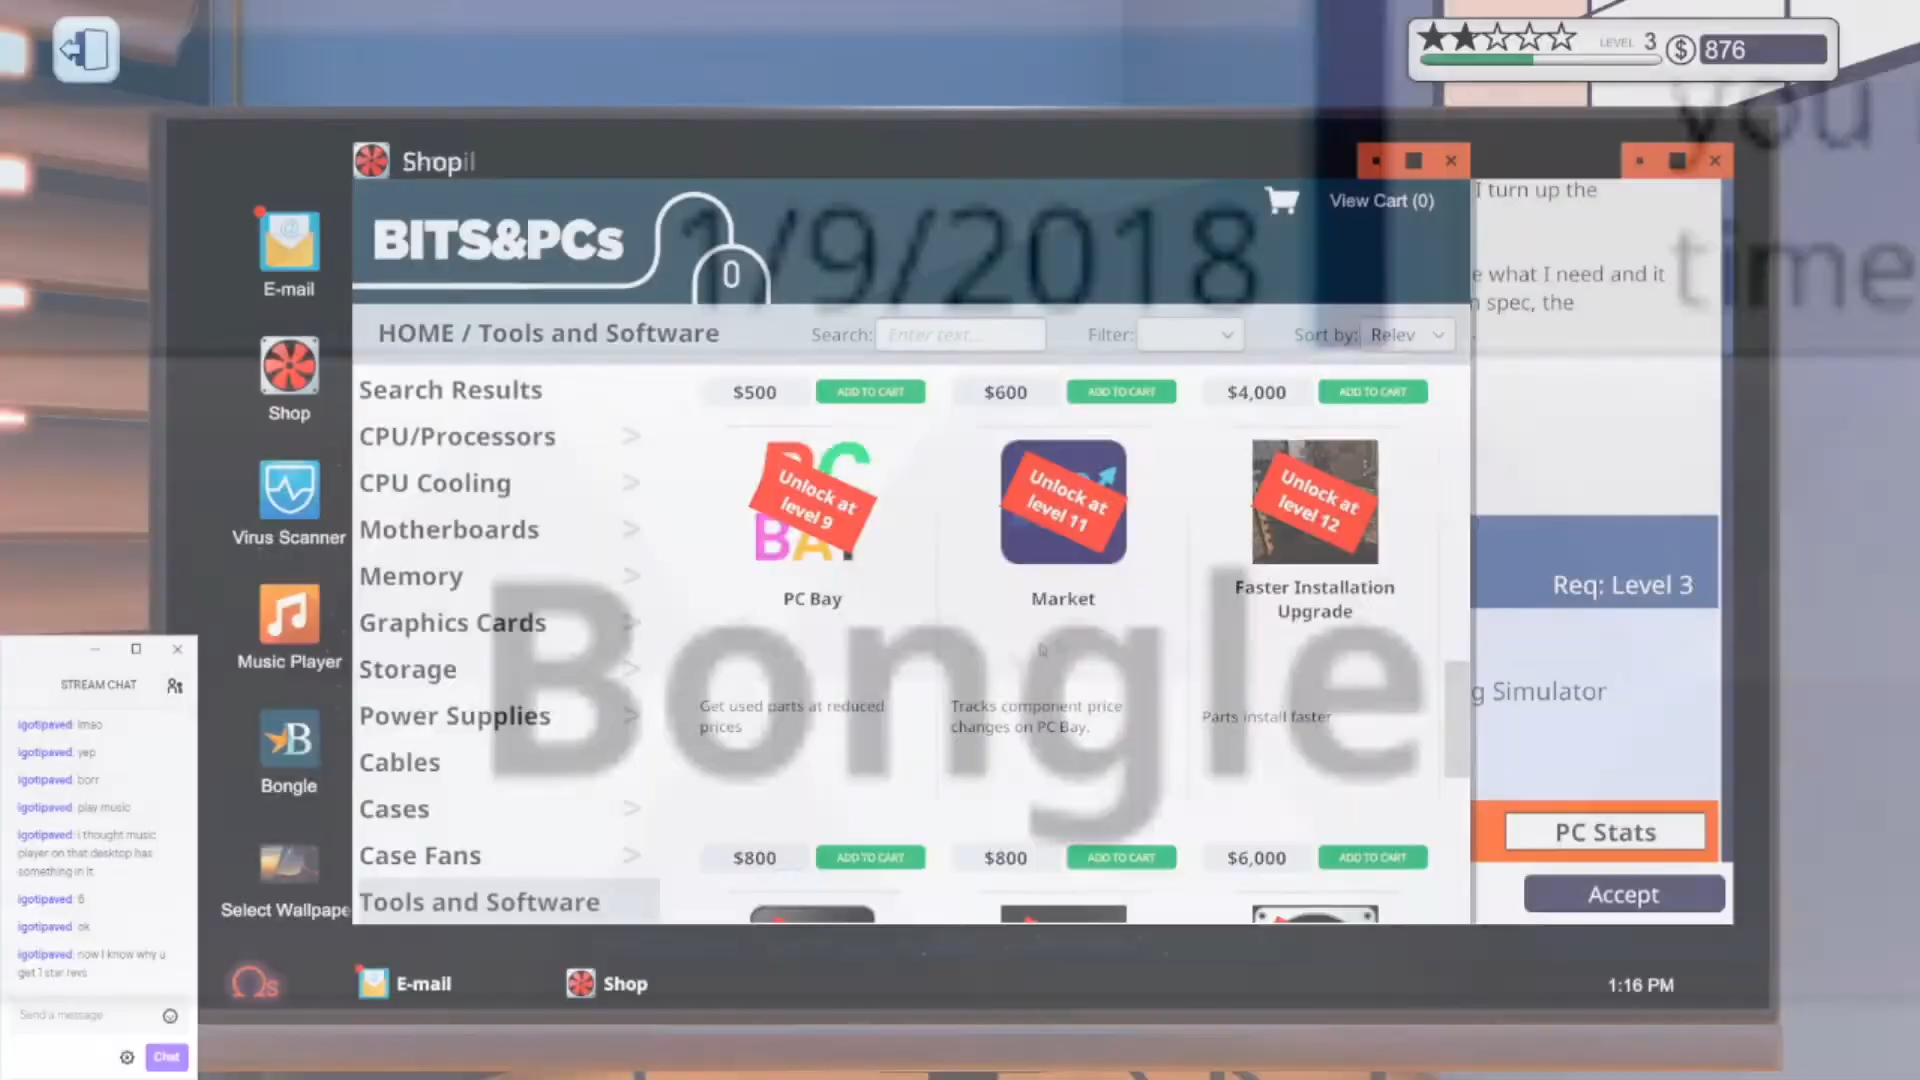 LEVEL 3
876
you
time
Shop
BITS&PCs
1/9/2018
View Cart (0)
I turn up the
e what I need and it
spec, the
HOME / Tools and Software
Search:
Enter text...
Filter:
Sort by:
Relev
E-mail
Shop
Virus Scanner
Music Player
Bongle
Select Wallpape
Search Results
CPU/Processors >
CPU Cooling >
Motherboards >
Memory >
Graphics Cards >
Storage >
Power Supplies >
Cables
Cases >
Case Fans >
Tools and Software
$500 ADD TO CART
$600 ADD TO CART
$4,000 ADD TO CART
Unlock at
level 9
PC Bay
Get used parts at reduced
prices
$800 ADD TO CART
Unlock at
level 11
Market
Tracks component price
changes on PC Bay.
$800 ADD TO CART
Unlock at
level 12
Faster Installation
Upgrade
Parts install faster
$6,000 ADD TO CART
Bongle
Req: Level 3
g Simulator
PC Stats
Accept
STREAM CHAT
igotipaved: lmao
igotipaved: yep
igotipaved: borr
igotipaved: play music
igotipaved: i thought music
player on that desktop has
something in it
igotipaved: 6
igotipaved: ok
igotipaved: now I know why u
get 1 star revs
Send a message
Chat
Ωs
E-mail
Shop
1:16 PM